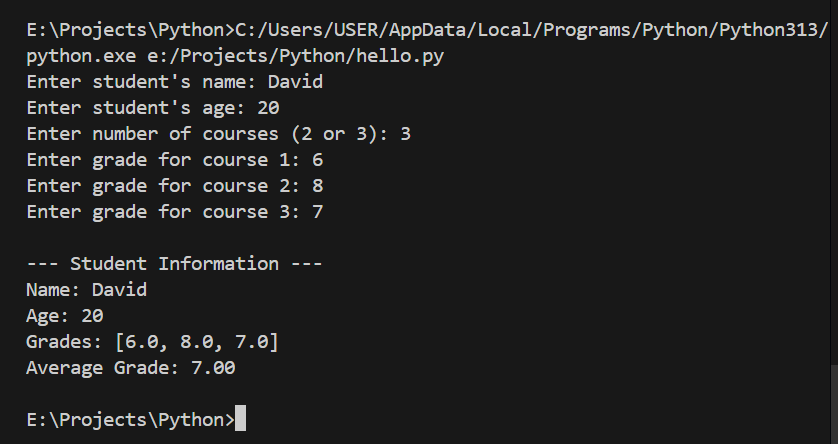 E:\Projects\Python>C:/Users/USER/AppData/Local/Programs/Python/Python313/
python.exe e:/Projects/Python/hello.py
Enter student's name: David
Enter student's age: 20
Enter number of courses (2 or 3): 3
Enter grade for course 1: 6
Enter grade for course 2: 8
Enter grade for course 3: 7
--- Student Information ---
Name: David
Age: 20
Grades: [6.0, 8.0, 7.0]
Average Grade: 7.00
E:\Projects\Python>